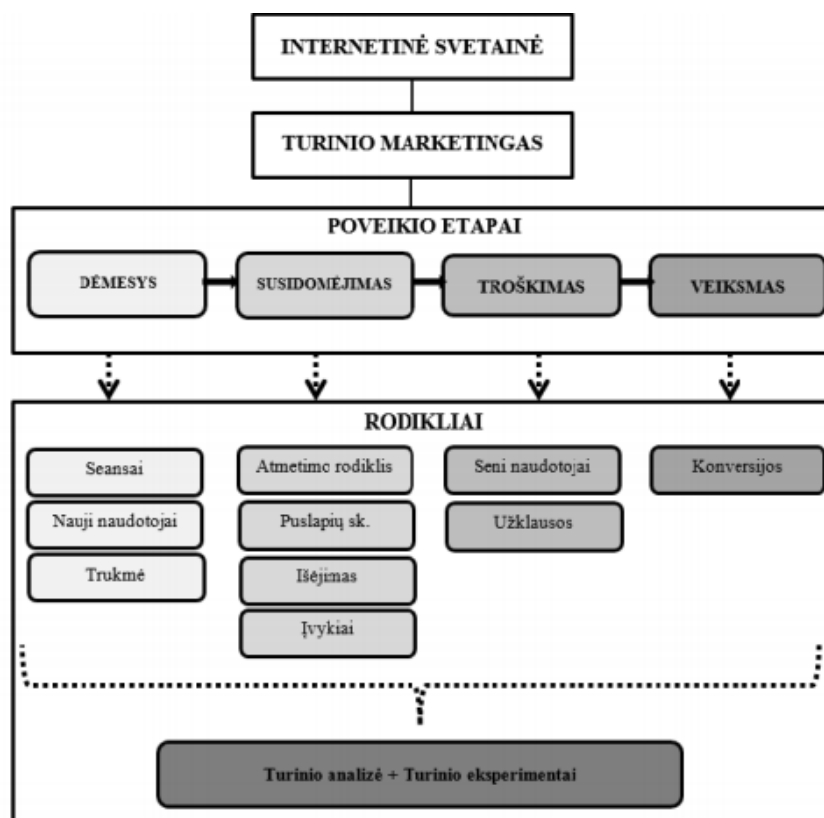 INTERNETINĖ SVETAINĖ
TURINIO MARKETINGAS
POVEIKIO ETAPAI
DĖMESYS
SUSIDOMĖJIMAS
TROŠKIMAS
VEIKSMAS
RODIKLIAI
Seansai
Nauji naudotojai
Trukmė
Atmetimo rodiklis
Puslapių sk.
Išėjimas
Įvykiai
Seni naudotojai
Užklausos
Konversijos
Turinio analizė + Turinio eksperimentai